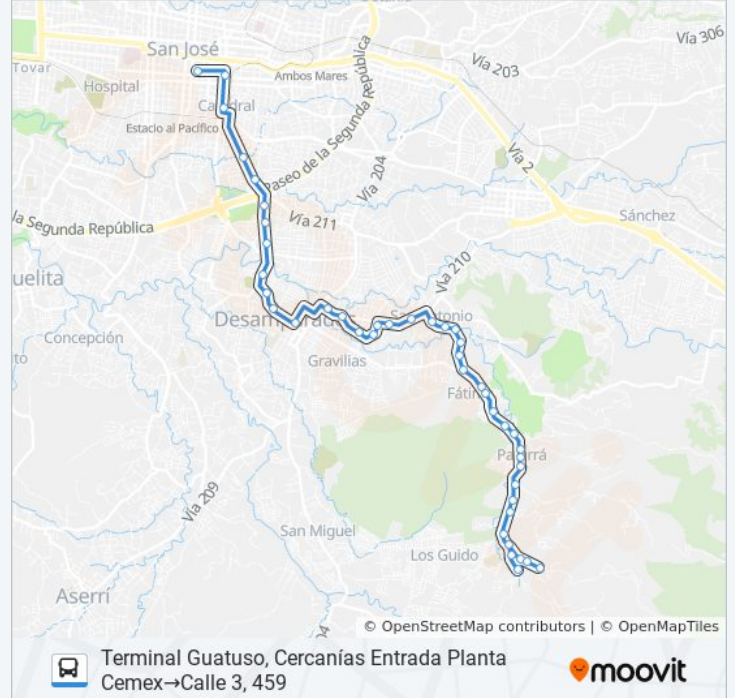 San José
Vía 306
Tovar
Hospital
Ambos Mares
Vía 203
Catedral
Estacio al Pacífico
Paseo de la Segunda República
Vía 204
Vía 2
la Segunda República
Vía 211
Sánchez
uelita
Vía 210
Desamparados
San Antonio
Concepción
to
Gravilias
Fátima
Patarrá
Vía 209
San Miguel
Los Guido
Aserrí
04
© OpenStreetMap contributors | © OpenMapTiles
Terminal Guatuso, Cercanías Entrada Planta
Cemex→Calle 3, 459
moovit